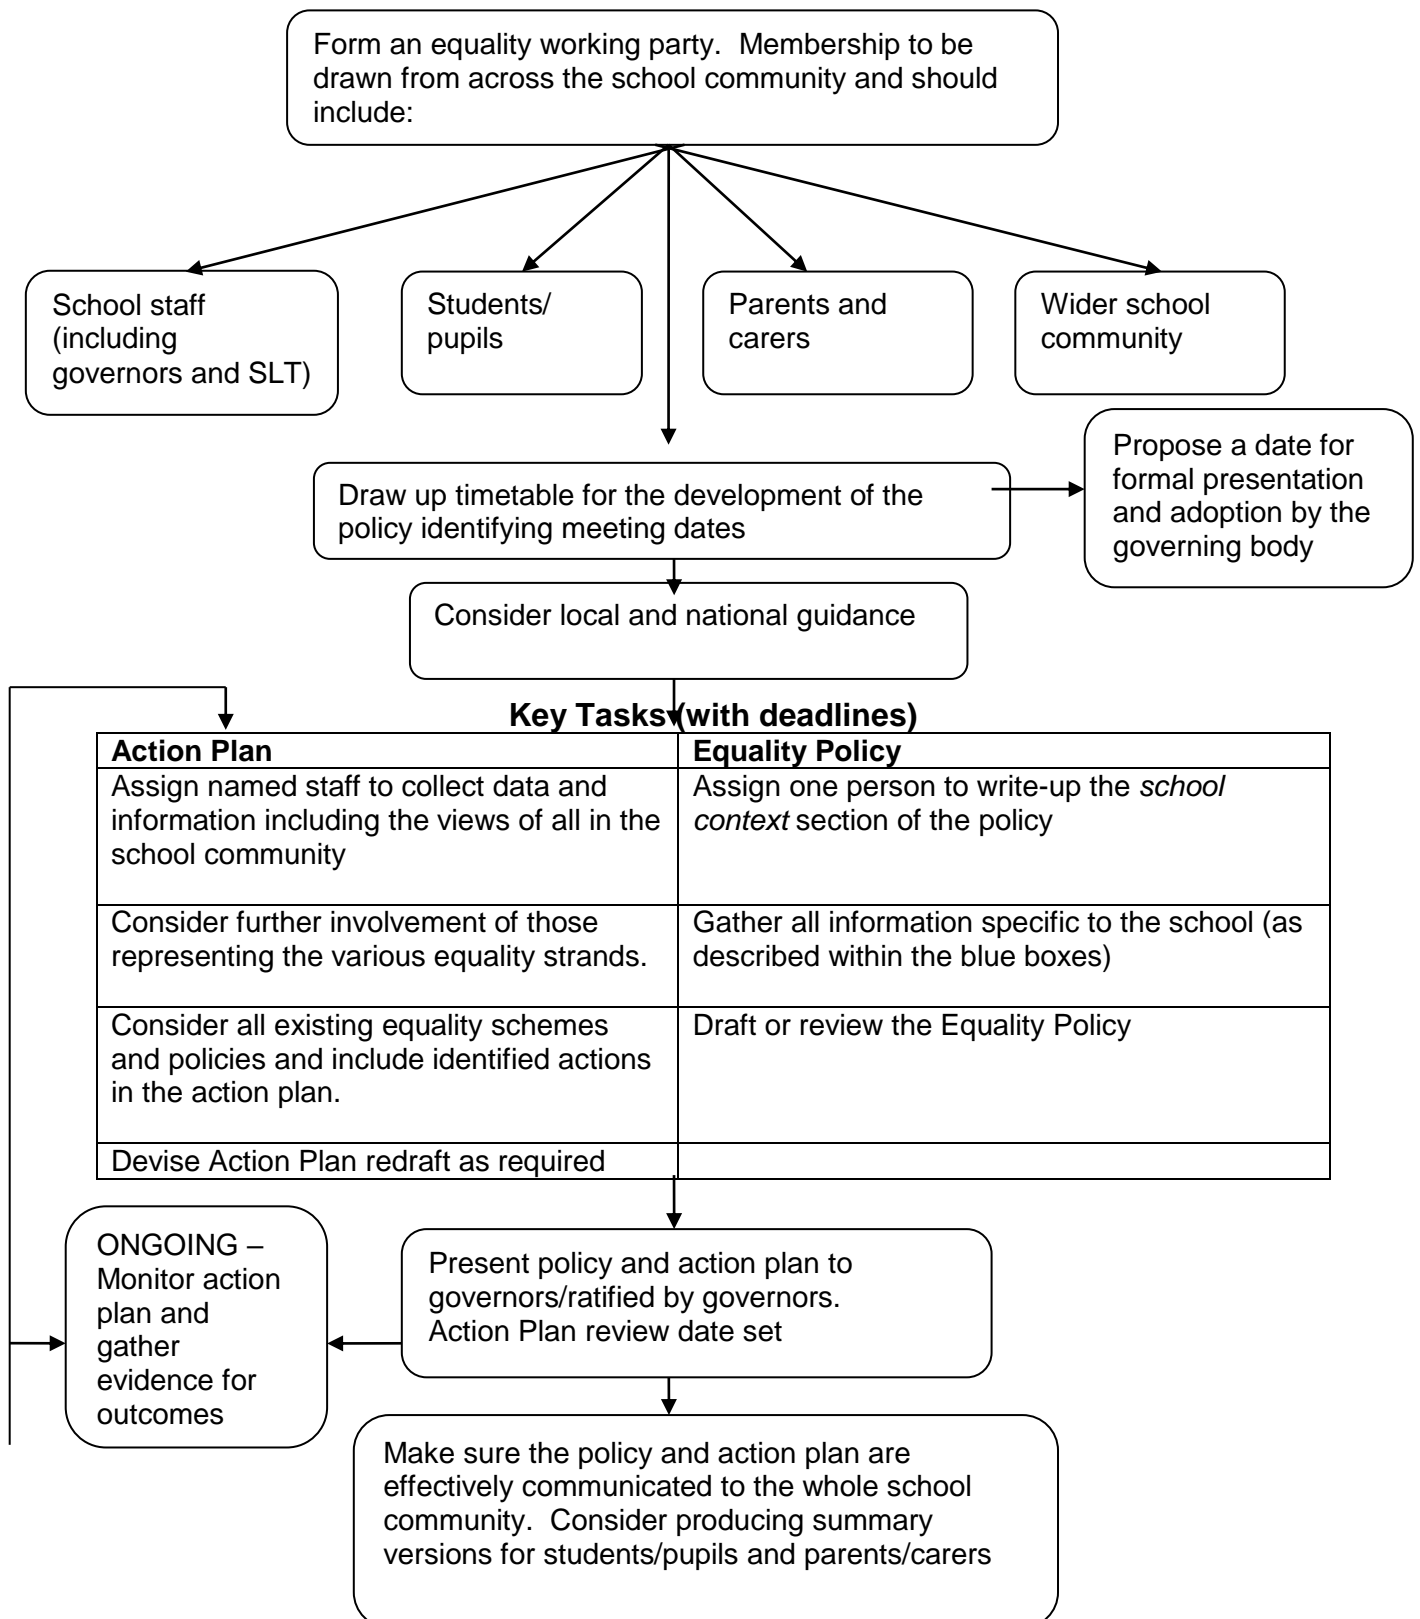 Form an equality working party.  Membership to be
drawn from across the school community and should
include:
School staff
(including
governors and SLT)
Students/
pupils
Parents and
carers
Wider school
community
Propose a date for
formal presentation
and adoption by the
governing body
Draw up timetable for the development of the
policy identifying meeting dates
Consider local and national guidance
Key Tasks (with deadlines)
Action Plan
Equality Policy
Assign named staff to collect data and
information including the views of all in the
school community
Assign one person to write-up the school
context section of the policy
Consider further involvement of those
representing the various equality strands.
Gather all information specific to the school (as
described within the blue boxes)
Consider all existing equality schemes
and policies and include identified actions
in the action plan.
Draft or review the Equality Policy
Devise Action Plan redraft as required
ONGOING –
Monitor action
plan and
gather
evidence for
outcomes
Present policy and action plan to
governors/ratified by governors.
Action Plan review date set
Make sure the policy and action plan are
effectively communicated to the whole school
community.  Consider producing summary
versions for students/pupils and parents/carers